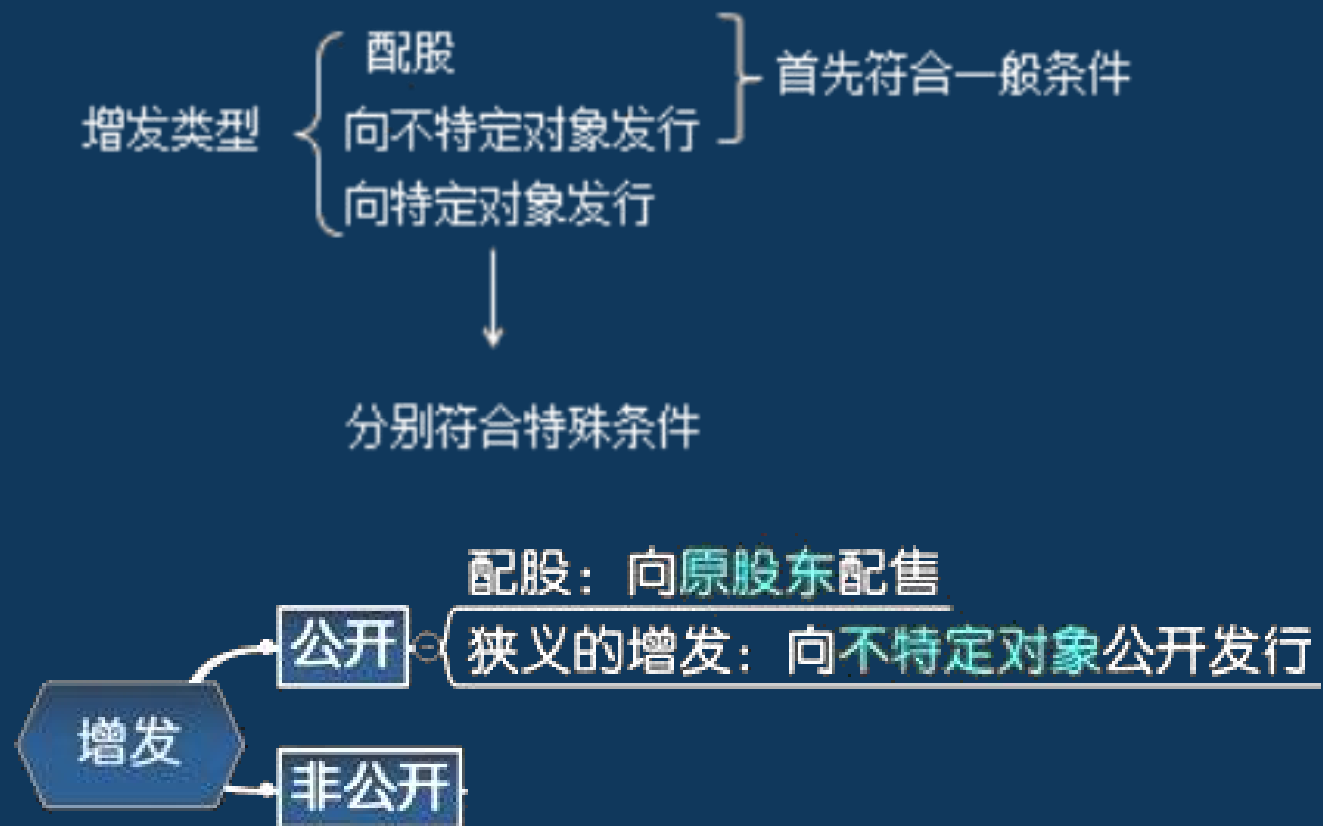 配股
首先符合一般条件
增发类型
向不特定对象发行
向特定对象发行
分别符合特殊条件
配股：向原股东配售
公开
狭义的增发：向不特定对象公开发行
增发
非公开